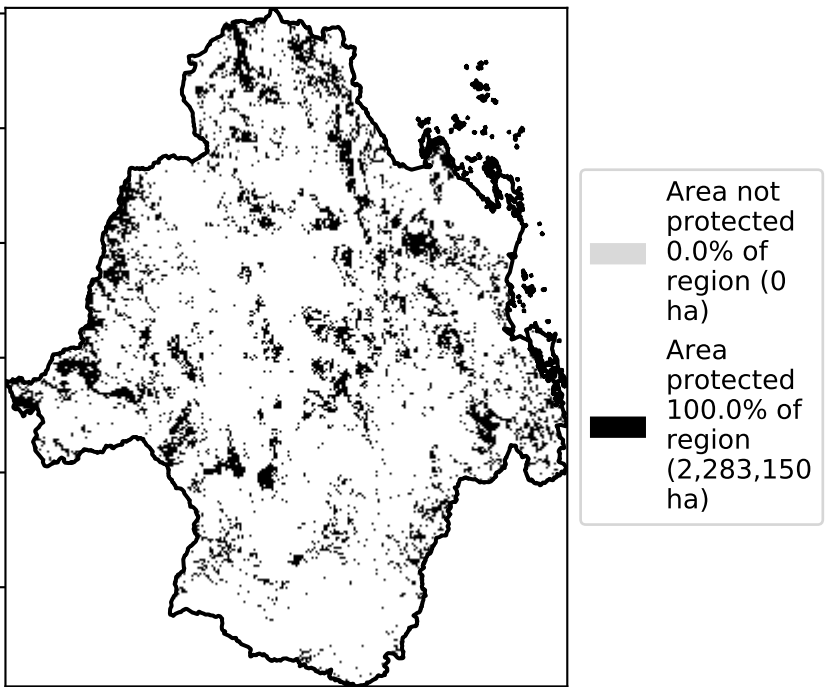 Area not
protected
0.0% of
region (0
ha)
Area
protected
100.0% of
region
(2,283,150
ha)